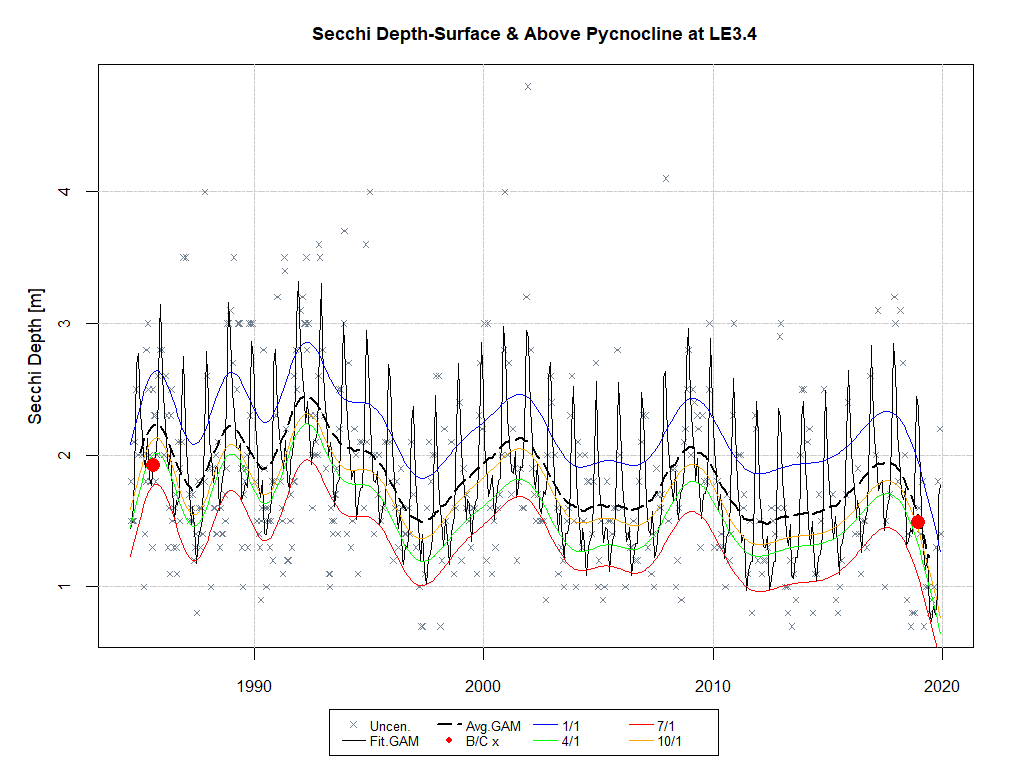 Secchi Depth-Surface & Above Pycnocline at LE3.4
4
3
2
1
Secchi Depth [m]
1990 2000 2010 2020
Uncen. Avg.GAM 1/1 7/1
Fit.GAM B/C x 4/1 10/1